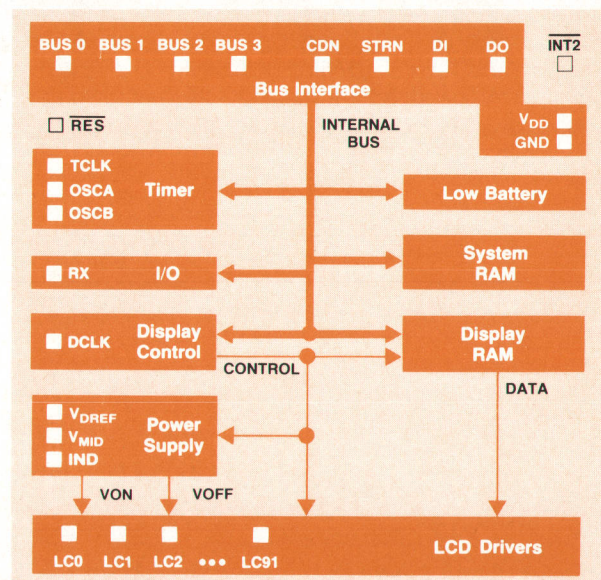 BUS 0 BUS 1 BUS 2 BUS 3 CDN STRN DI DO INT2
Bus Interface
RES
INTERNAL
BUS
VDD
GND
TCLK
OSCA Timer
OSCB
Low Battery
RX I/O
System
RAM
DCLK Display
Control
Display
RAM
CONTROL
DATA
VDREF
VMID
IND
Power
Supply
VON VOFF
LC0 LC1 LC2 ••• LC91
LCD Drivers